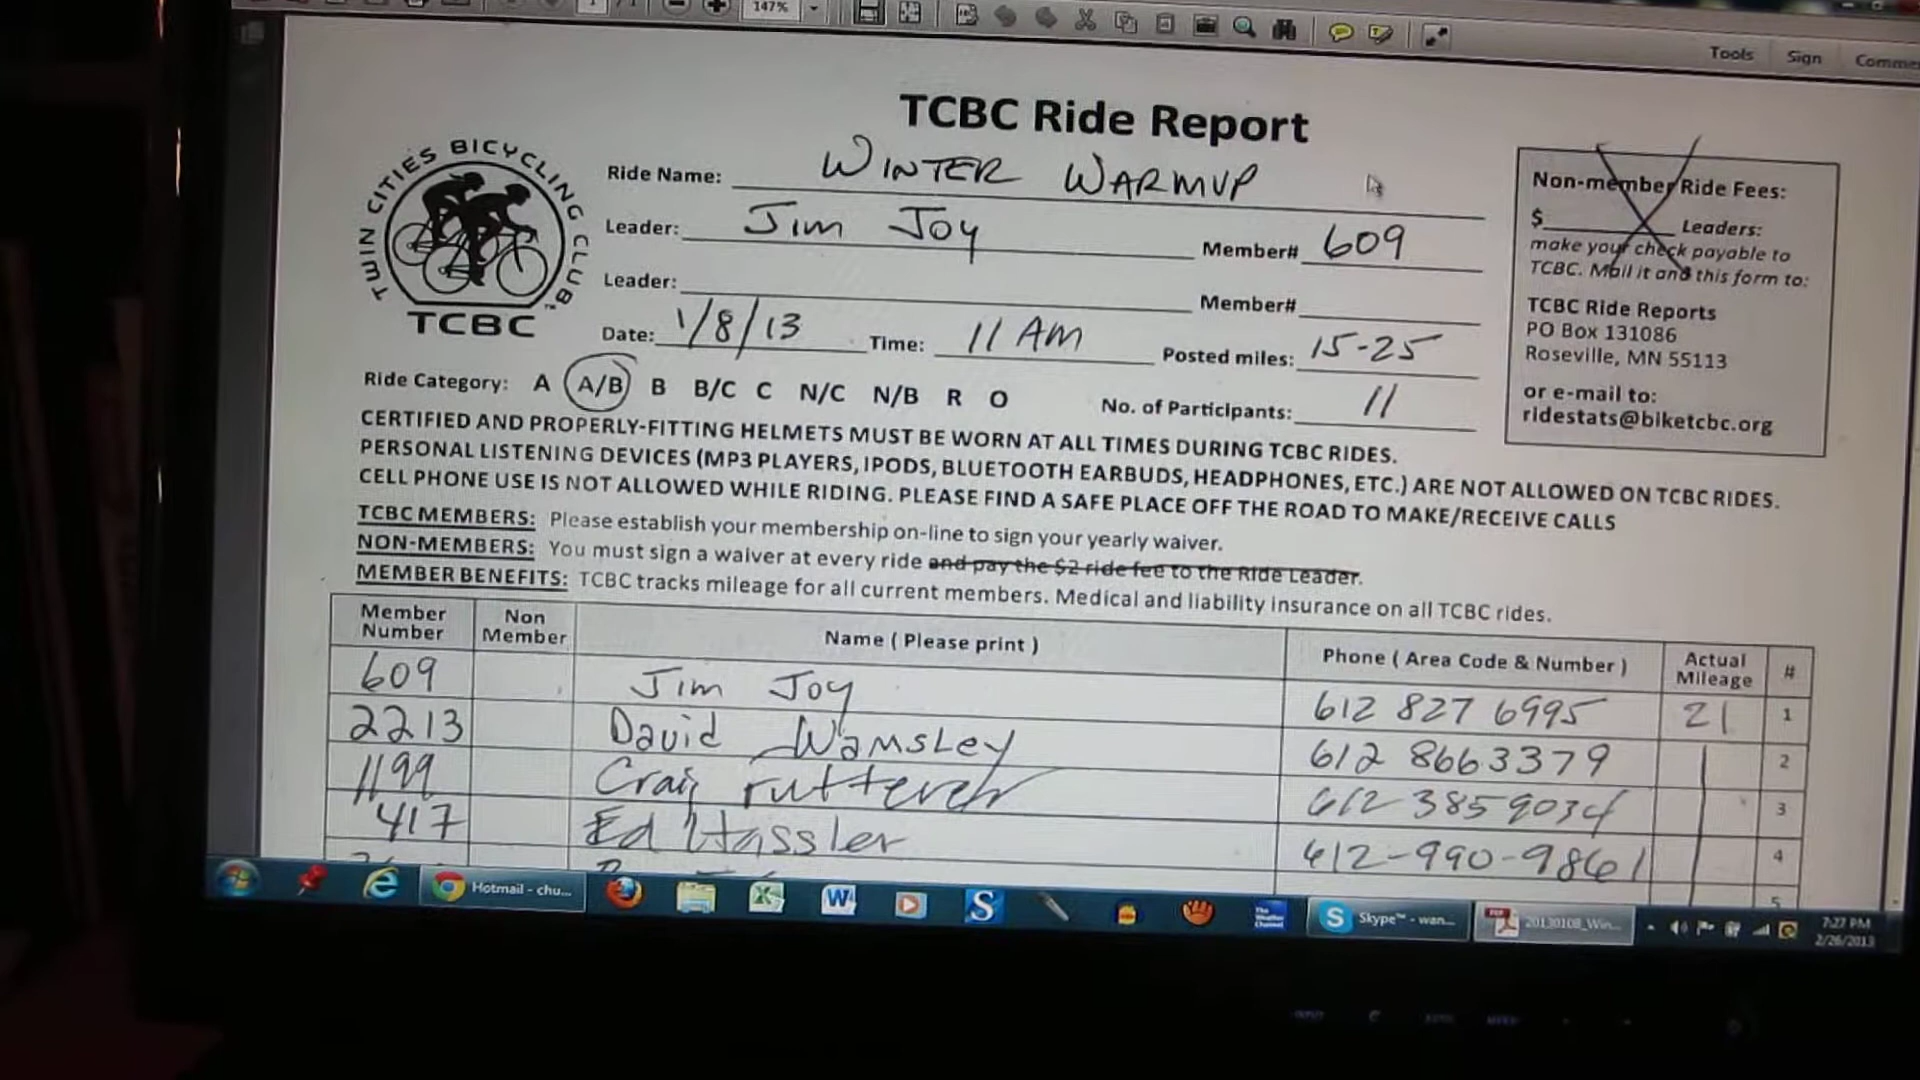 147%
Tools Sign
TCBC Ride Report
TWIN CITIES BICYCLING CLUB
TCBC
Ride Name: WINTER WARMUP
Leader: Jim Joy Member# 609
Leader: Member#
Date: 1/8/13 Time: 11 AM Posted miles: 15-25
Ride Category: A A/B B B/C C N/C N/B R O No. of Participants: 11
Non-member Ride Fees:
$ Leaders:
make your check payable to
TCBC. Mail it and this form to:
TCBC Ride Reports
PO Box 131086
Roseville, MN 55113
or e-mail to:
ridestats@biketcbc.org
CERTIFIED AND PROPERLY-FITTING HELMETS MUST BE WORN AT ALL TIMES DURING TCBC RIDES.
PERSONAL LISTENING DEVICES (MP3 PLAYERS, IPODS, BLUETOOTH EARBUDS, HEADPHONES, ETC.) ARE NOT ALLOWED ON TCBC RIDES.
CELL PHONE USE IS NOT ALLOWED WHILE RIDING. PLEASE FIND A SAFE PLACE OFF THE ROAD TO MAKE/RECEIVE CALLS
TCBC MEMBERS: Please establish your membership on-line to sign your yearly waiver.
NON-MEMBERS: You must sign a waiver at every ride and pay the $2 ride fee to the Ride Leader.
MEMBER BENEFITS: TCBC tracks mileage for all current members. Medical and liability insurance on all TCBC rides.
Member Number Non Member Name ( Please print ) Phone ( Area Code & Number ) Actual Mileage #
609 Jim Joy 612 827 6995 21 1
2213 David Wamsley 612 8663379 2
1199 Craig 612 385 9034 3
417 Ed Hassler 612-990-9861 4
5
Hotmail - chu... Skype™ - wan... 20130108_Win... 7:27 PM
2/26/2013